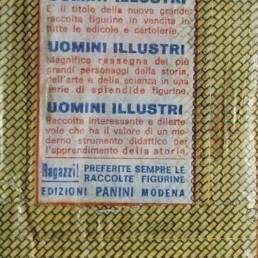 UOMINI ILLUSTRI
E' il titolo della nuova grande
raccolta figurine in vendita in
tutte le edicole e cartolerie.
UOMINI ILLUSTRI
Magnifica rassegna dei più
grandi personaggi dalla storia,
dell'arte e della scienza in una
serie di splendide figurine.
UOMINI ILLUSTRI
Raccolta interessante e dilette
vole che ha il valore di un mo
derno strumento didattico per
l'apprendimento della storia.
Ragazzi! PREFERITE SEMPRE LE
RACCOLTE FIGURINE
EDIZIONI PANINI MODENA